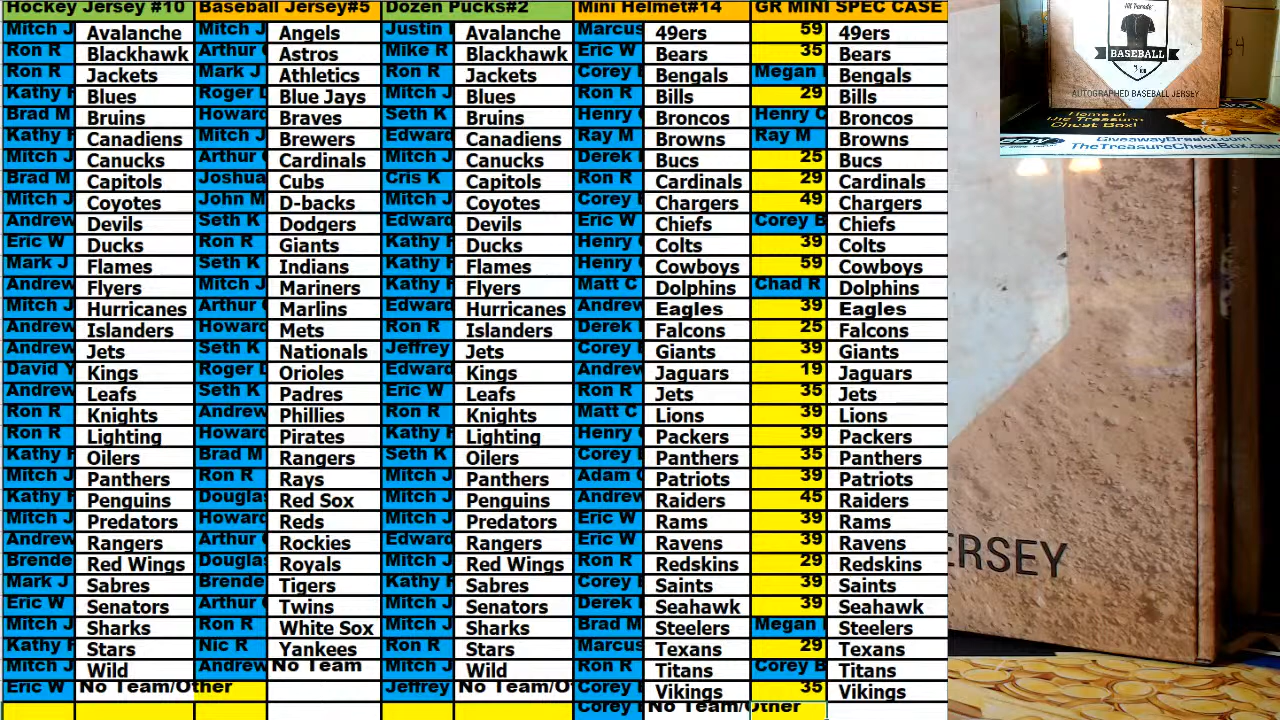 Hockey Jersey #10 Baseball Jersey#5 Dozen Pucks#2 Mini Helmet#14 GR MINI SPEC CASE
Mitch J Avalanche Mitch J Angels Justin Avalanche Marcus 49ers 59 49ers
Ron R Blackhawk Arthur Astros Mike R Blackhawk Eric W Bears 35 Bears
Ron R Jackets Mark J Athletics Ron R Jackets Corey Bengals Megan Bengals
Kathy Blues Roger Blue Jays Mitch J Blues Ron R Bills 29 Bills
Brad M Bruins Howard Braves Seth K Bruins Henry Broncos Henry C Broncos
Kathy Canadiens Mitch J Brewers Edward Canadiens Ray M Browns Ray M Browns
Mitch J Canucks Arthur Cardinals Mitch J Canucks Derek Bucs 25 Bucs
Brad M Capitols Joshua Cubs Cris K Capitols Ron R Cardinals 29 Cardinals
Mitch J Coyotes John M D-backs Mitch J Coyotes Corey Chargers 49 Chargers
Andrew Devils Seth K Dodgers Edward Devils Eric W Chiefs Corey B Chiefs
Eric W Ducks Ron R Giants Kathy Ducks Henry Colts 39 Colts
Mark J Flames Seth K Indians Kathy Flames Henry Cowboys 59 Cowboys
Andrew Flyers Mitch J Mariners Kathy Flyers Matt C Dolphins Chad R Dolphins
Mitch J Hurricanes Arthur Marlins Edward Hurricanes Andrew Eagles 39 Eagles
Andrew Islanders Howard Mets Ron R Islanders Derek Falcons 25 Falcons
Andrew Jets Seth K Nationals Jeffrey Jets Corey Giants 39 Giants
David Y Kings Roger Orioles Edward Kings Andrew Jaguars 19 Jaguars
Andrew Leafs Seth K Padres Eric W Leafs Ron R Jets 35 Jets
Ron R Knights Andrew Phillies Ron R Knights Matt C Lions 39 Lions
Ron R Lighting Howard Pirates Kathy Lighting Henry Packers 39 Packers
Kathy Oilers Brad M Rangers Seth K Oilers Corey Panthers 35 Panthers
Mitch J Panthers Ron R Rays Mitch J Panthers Adam Patriots 39 Patriots
Kathy Penguins Douglas Red Sox Mitch J Penguins Andrew Raiders 45 Raiders
Mitch J Predators Howard Reds Mitch J Predators Eric W Rams 39 Rams
Andrew Rangers Arthur Rockies Edward Rangers Eric W Ravens 39 Ravens
Brende Red Wings Douglas Royals Mitch J Red Wings Ron R Redskins 29 Redskins
Mark J Sabres Brende Tigers Kathy Sabres Corey Saints 39 Saints
Eric W Senators Arthur Twins Mitch J Senators Derek Seahawk 39 Seahawk
Mitch J Sharks Ron R White Sox Mitch J Sharks Brad M Steelers Megan Steelers
Kathy Stars Nic R Yankees Ron R Stars Marcus Texans 29 Texans
Mitch J Wild Andrew No Team Mitch J Wild Ron R Titans Corey B Titans
Eric W No Team/Other Jeffrey No Team/O Corey Vikings 35 Vikings
Corey No Team/Other
BASEBALL
AUTOGRAPHED BASEBALL JERSEY
Home of
the Treasure
Chest Box!
GiveawayBreaks.com
TheTreasureChestBox.com
ERSEY